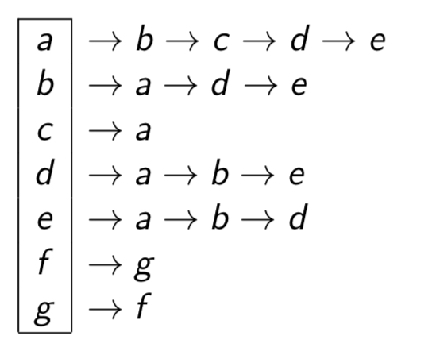 a → b → c → d → e
b → a → d → e
c → a
d → a → b → e
e → a → b → d
f → g
g → f